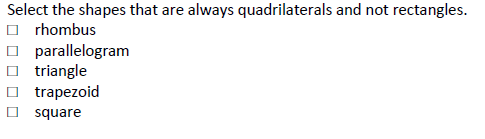 Select the shapes that are always quadrilaterals and not rectangles.
☐ rhombus
☐ parallelogram
☐ triangle
☐ trapezoid
☐ square